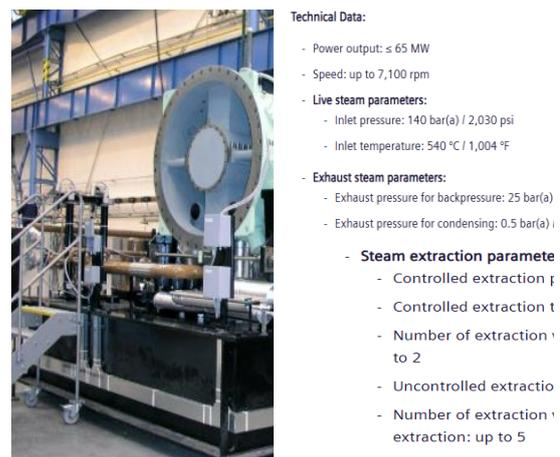 Technical Data:
- Power output: ≤ 65 MW
- Speed: up to 7,100 rpm
- Live steam parameters:
- Inlet pressure: 140 bar(a) / 2,030 psi
- Inlet temperature: 540 °C / 1,004 °F
- Exhaust steam parameters:
- Exhaust pressure for backpressure: 25 bar(a)
- Exhaust pressure for condensing: 0.5 bar(a)
- Steam extraction
- Controlled extraction
- Controlled extraction
- Number of extraction
to 2
- Uncontrolled
- Number of extraction
extraction: up to 5